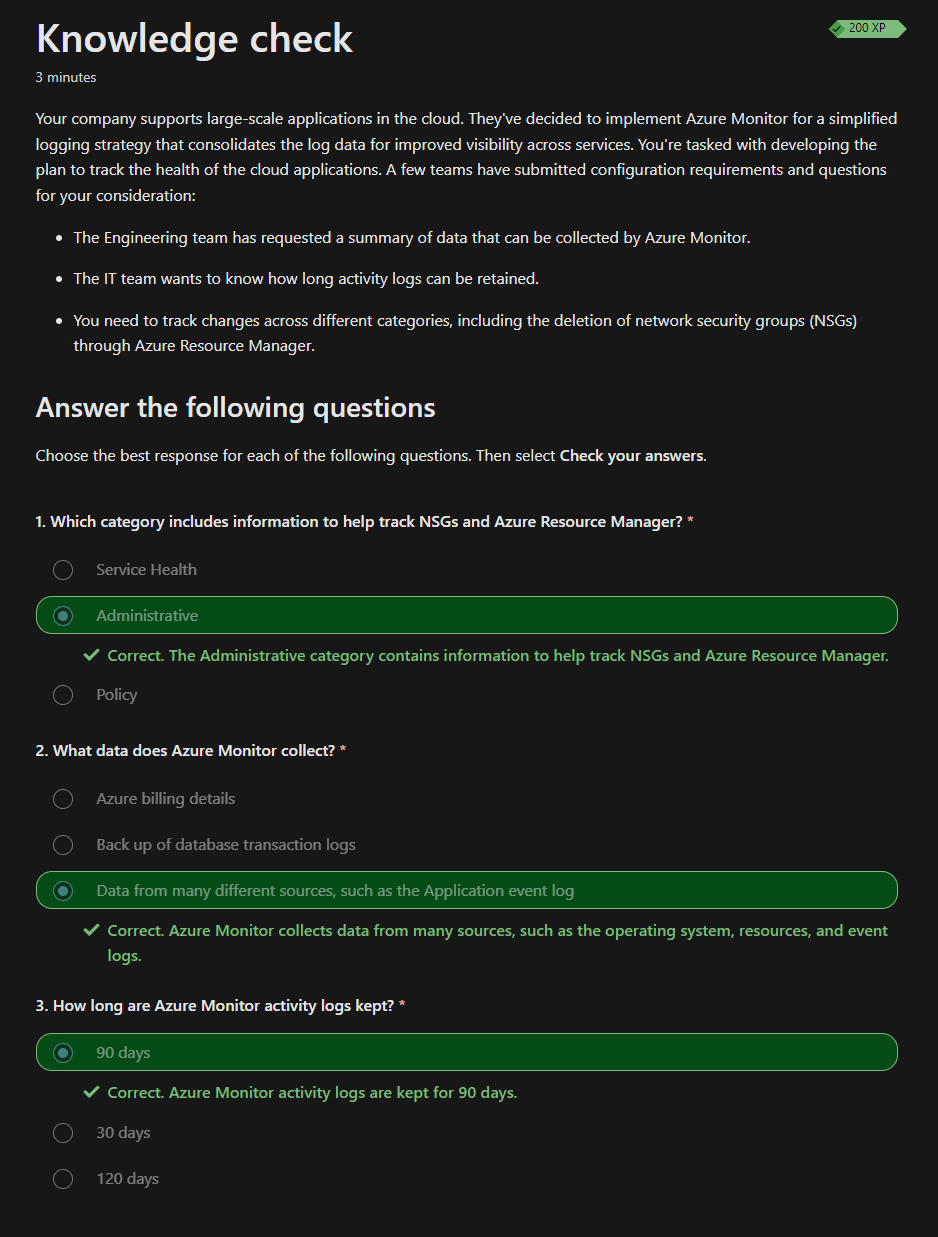 Knowledge check
200 XP
3 minutes
Your company supports large-scale applications in the cloud. They've decided to implement Azure Monitor for a simplified
logging strategy that consolidates the log data for improved visibility across services. You're tasked with developing the
plan to track the health of the cloud applications. A few teams have submitted configuration requirements and questions
for your consideration:
• The Engineering team has requested a summary of data that can be collected by Azure Monitor.
• The IT team wants to know how long activity logs can be retained.
• You need to track changes across different categories, including the deletion of network security groups (NSGs)
through Azure Resource Manager.
Answer the following questions
Choose the best response for each of the following questions. Then select Check your answers.
1. Which category includes information to help track NSGs and Azure Resource Manager? *
Service Health
Administrative
Correct. The Administrative category contains information to help track NSGs and Azure Resource Manager.
Policy
2. What data does Azure Monitor collect? *
Azure billing details
Back up of database transaction logs
Data from many different sources, such as the Application event log
Correct. Azure Monitor collects data from many sources, such as the operating system, resources, and event
logs.
3. How long are Azure Monitor activity logs kept? *
90 days
Correct. Azure Monitor activity logs are kept for 90 days.
30 days
120 days